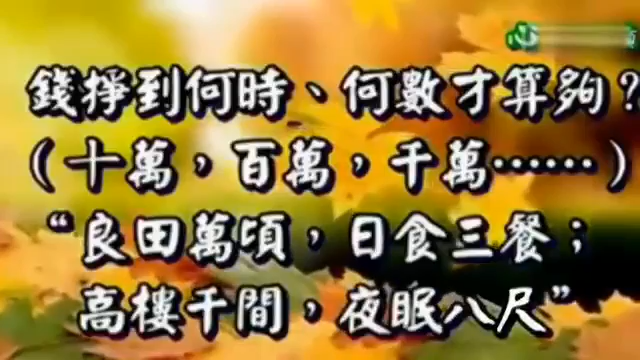 錢掙到何時、何數才算夠？
（十萬，百萬，千萬……）
“良田萬頃，日食三餐；
高樓千間，夜眠八尺”